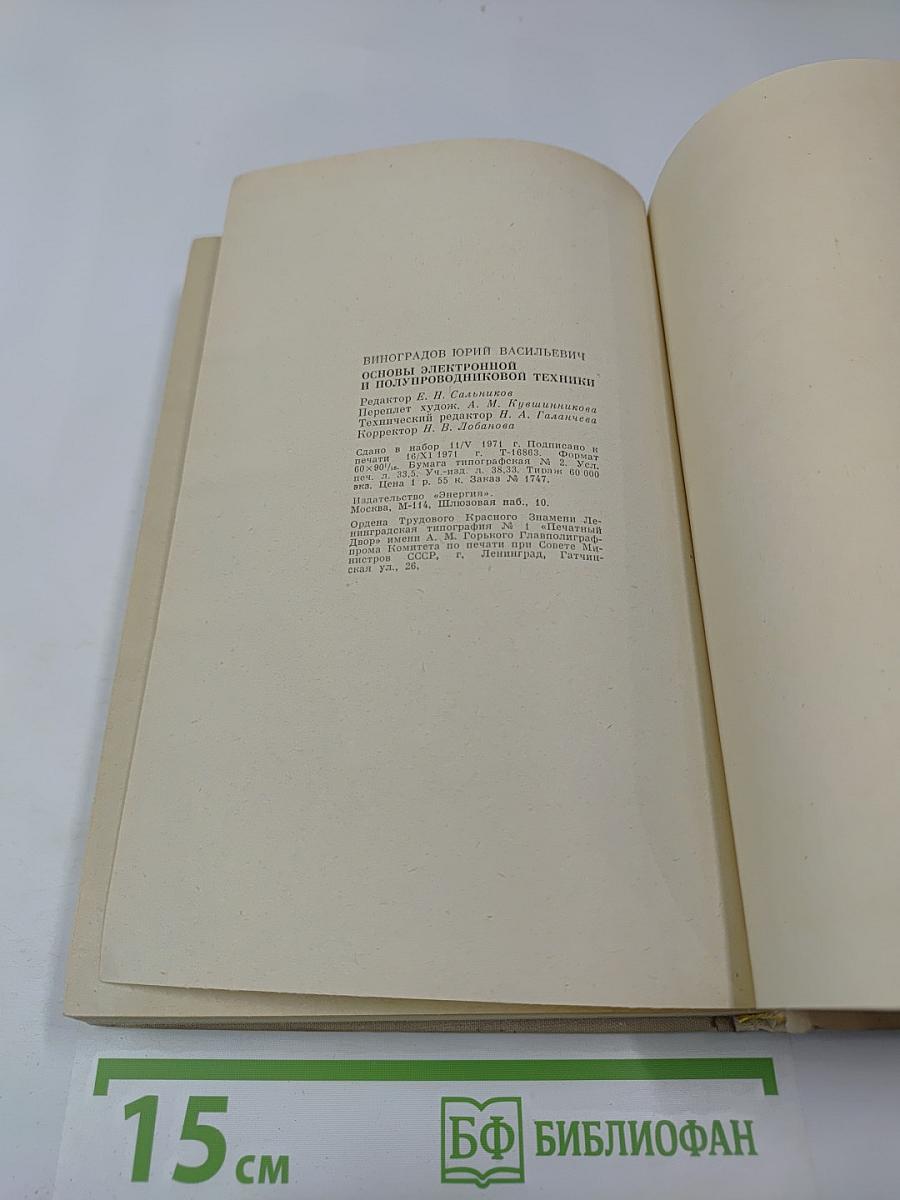 ВИНОГРАДОВ ЮРИЙ ВАСИЛЬЕВИЧ
ОСНОВЫ ЭЛЕКТРОННОЙ
И ПОЛУПРОВОДНИКОВОЙ ТЕХНИКИ
Редактор Е. Н. Сальников
Переплет худож. А. М. Кувшинникова
Технический редактор Н. А. Галанчева
Корректор Н. В. Лобанова
Сдано в набор 11/V 1971 г. Подписано к
печати 16/XI 1971 г. Т-16863. Формат
60×90¹/₁₆. Бумага типографская № 2. Усл.
печ. л. 33,5. Уч.-изд. л. 38,33. Тираж 60 000
экз. Цена 1 р. 55 к. Заказ № 1747.
Издательство «Энергия».
Москва, М-114, Шлюзовая наб., 10.
Ордена Трудового Красного Знамени Ле-
нинградская типография № 1 «Печатный
Двор» имени А. М. Горького Главполиграф-
прома Комитета по печати при Совете Ми-
нистров СССР, г. Ленинград, Гатчин-
ская ул., 26.
15 см
БФ БИБЛИОФАН